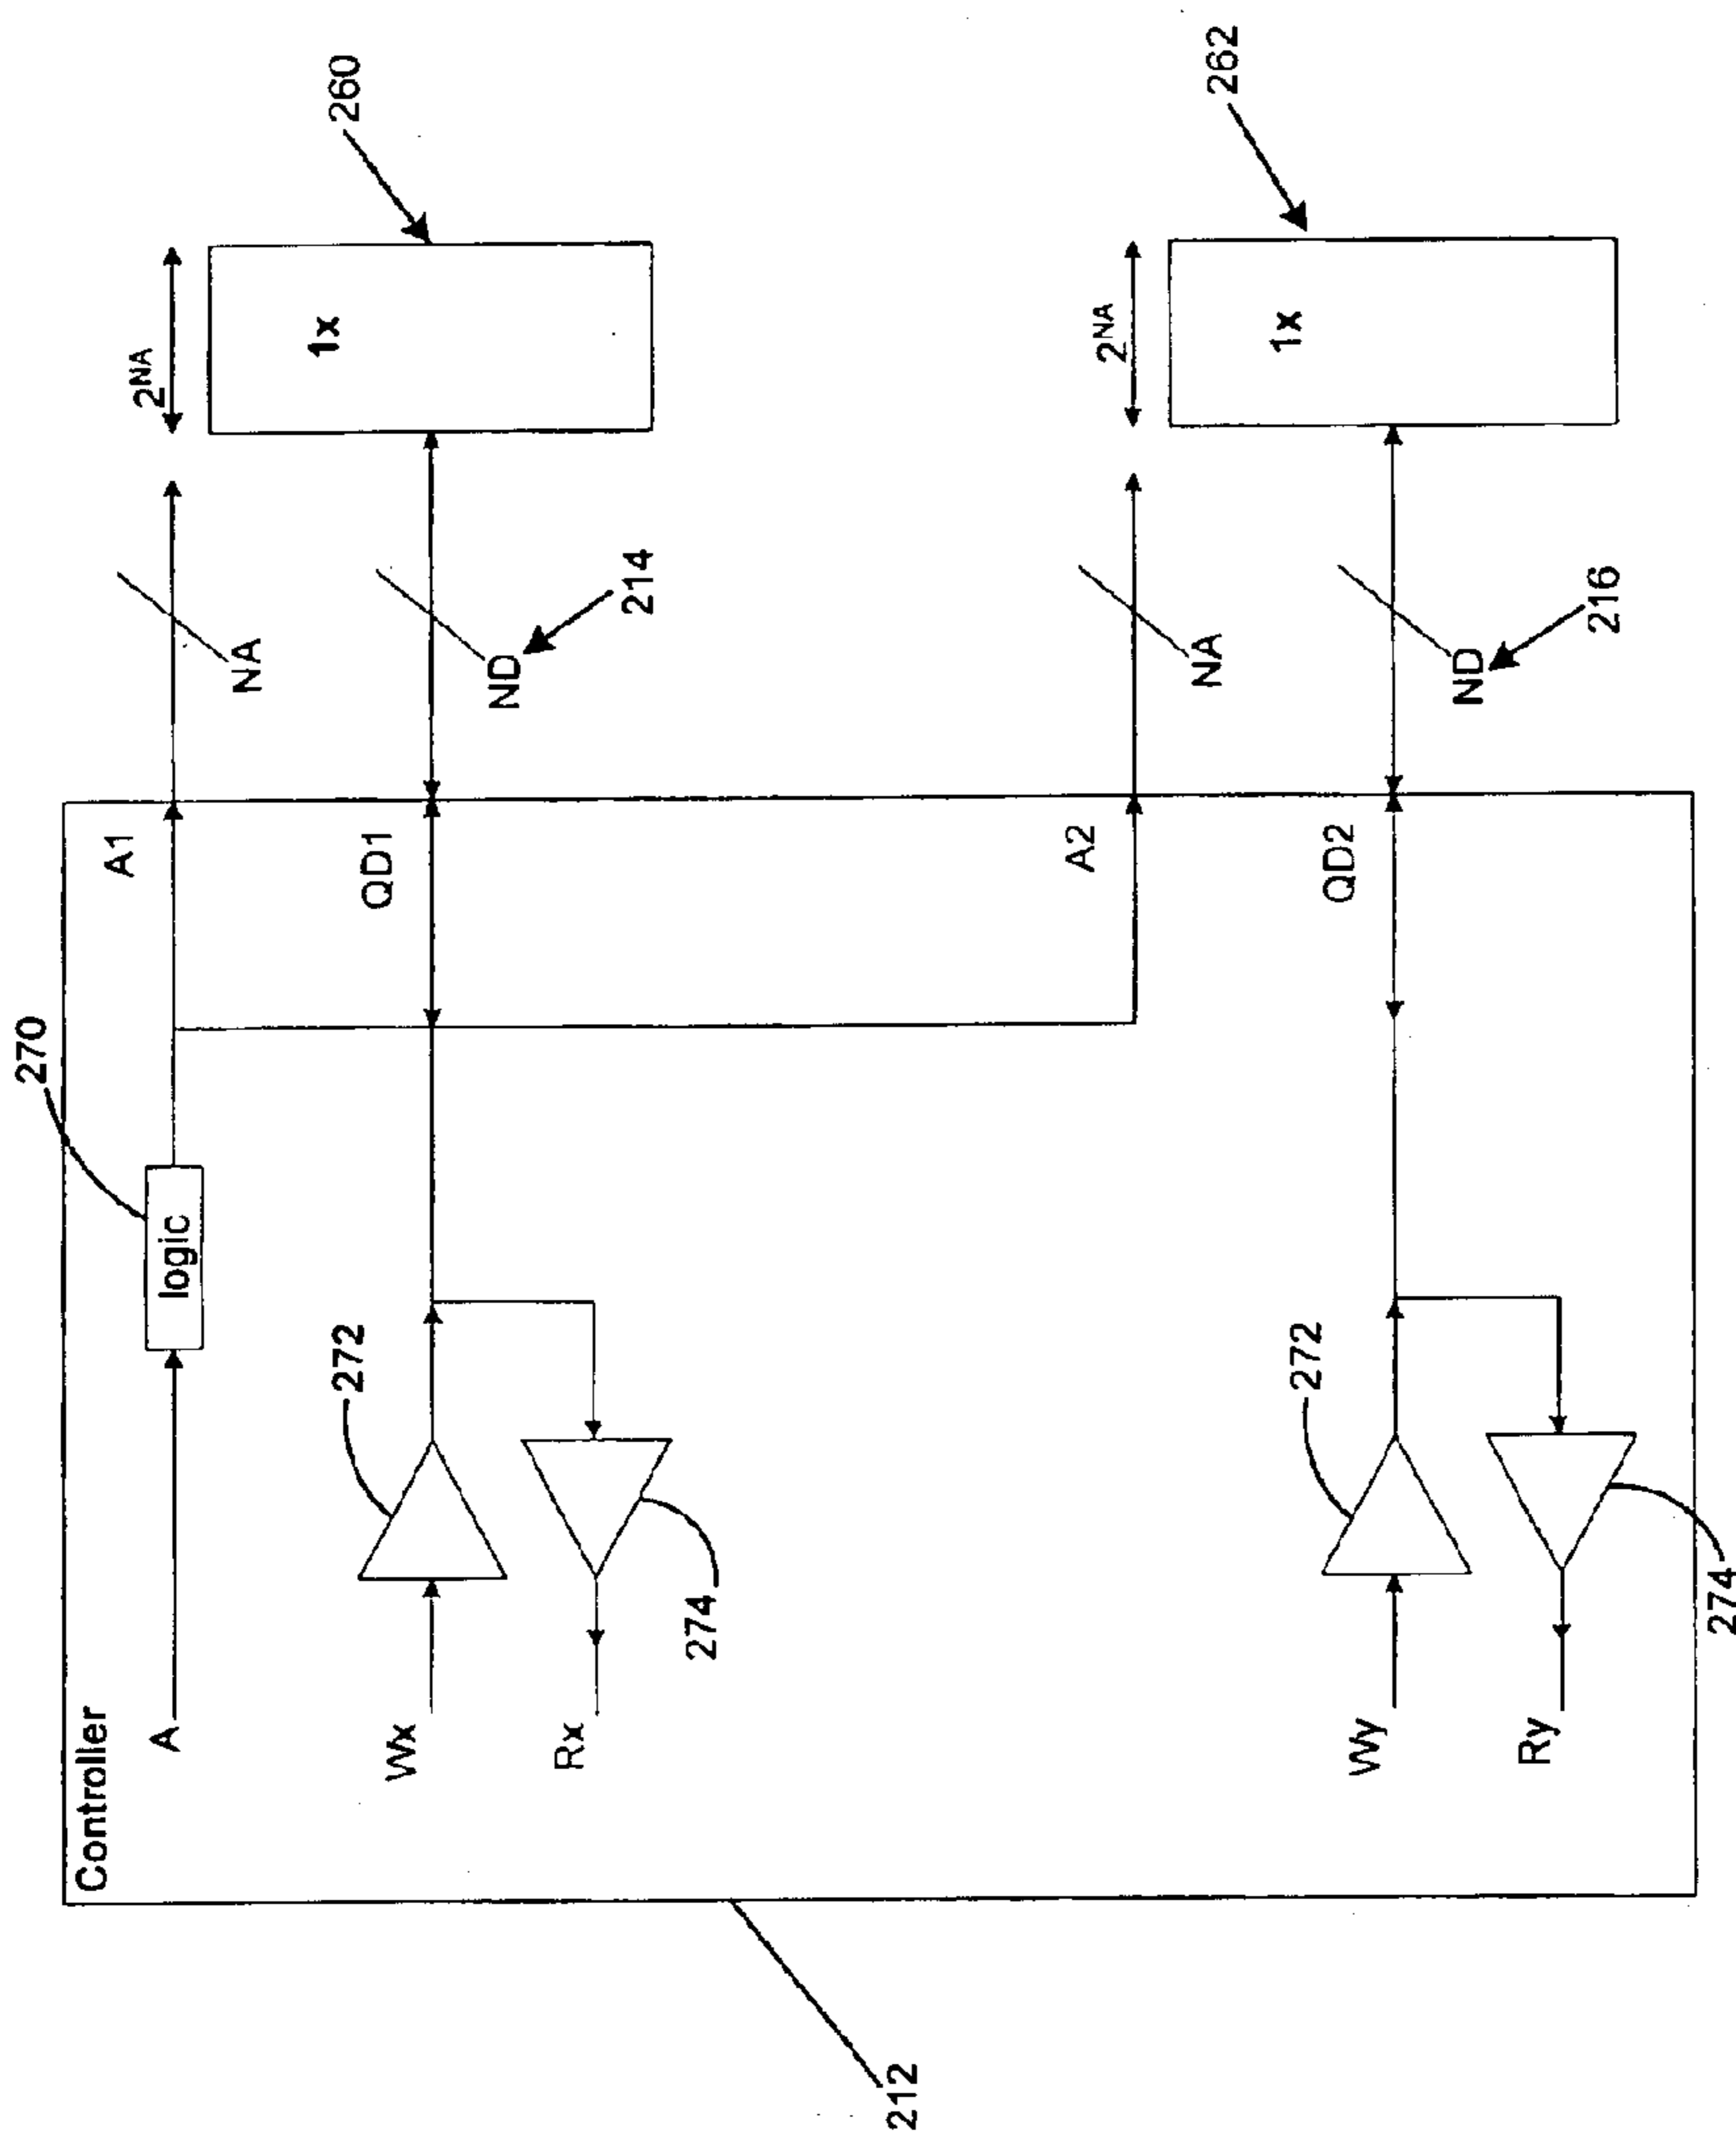 Controller
A
logic
270
A1
NA
2^NA
1x
260
Wx
272
QD1
ND
214
Rx
274
A2
NA
2^NA
1x
262
Wy
272
QD2
ND
216
Ry
274
212